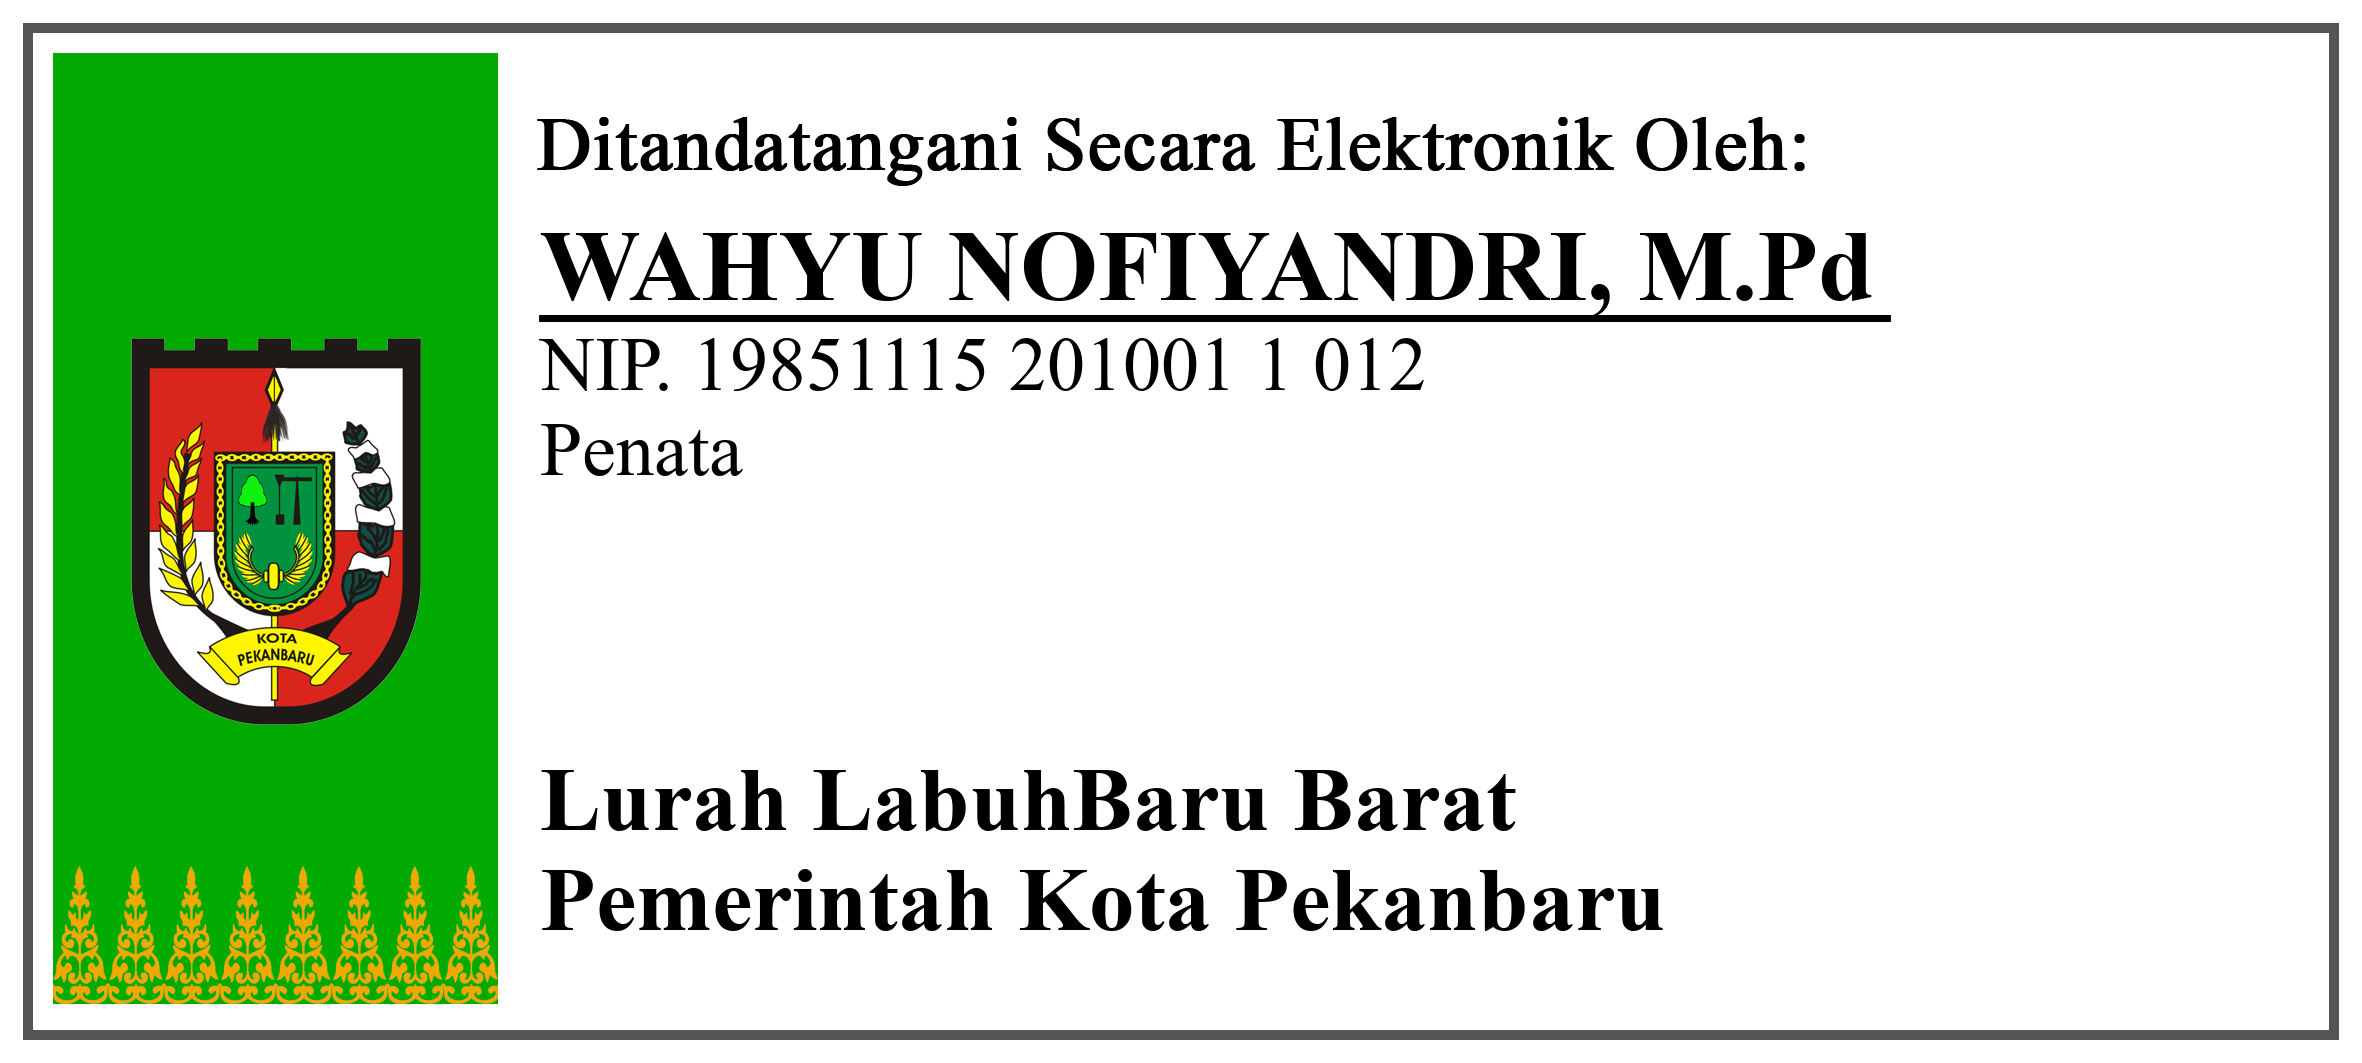 Ditandatangani Secara Elektronik Oleh:
WAHYU NOFIYANDRI, M.Pd
NIP. 19851115 201001 1 012
Penata
KOTA
PEKANBARU
Lurah LabuhBaru Barat
Pemerintah Kota Pekanbaru